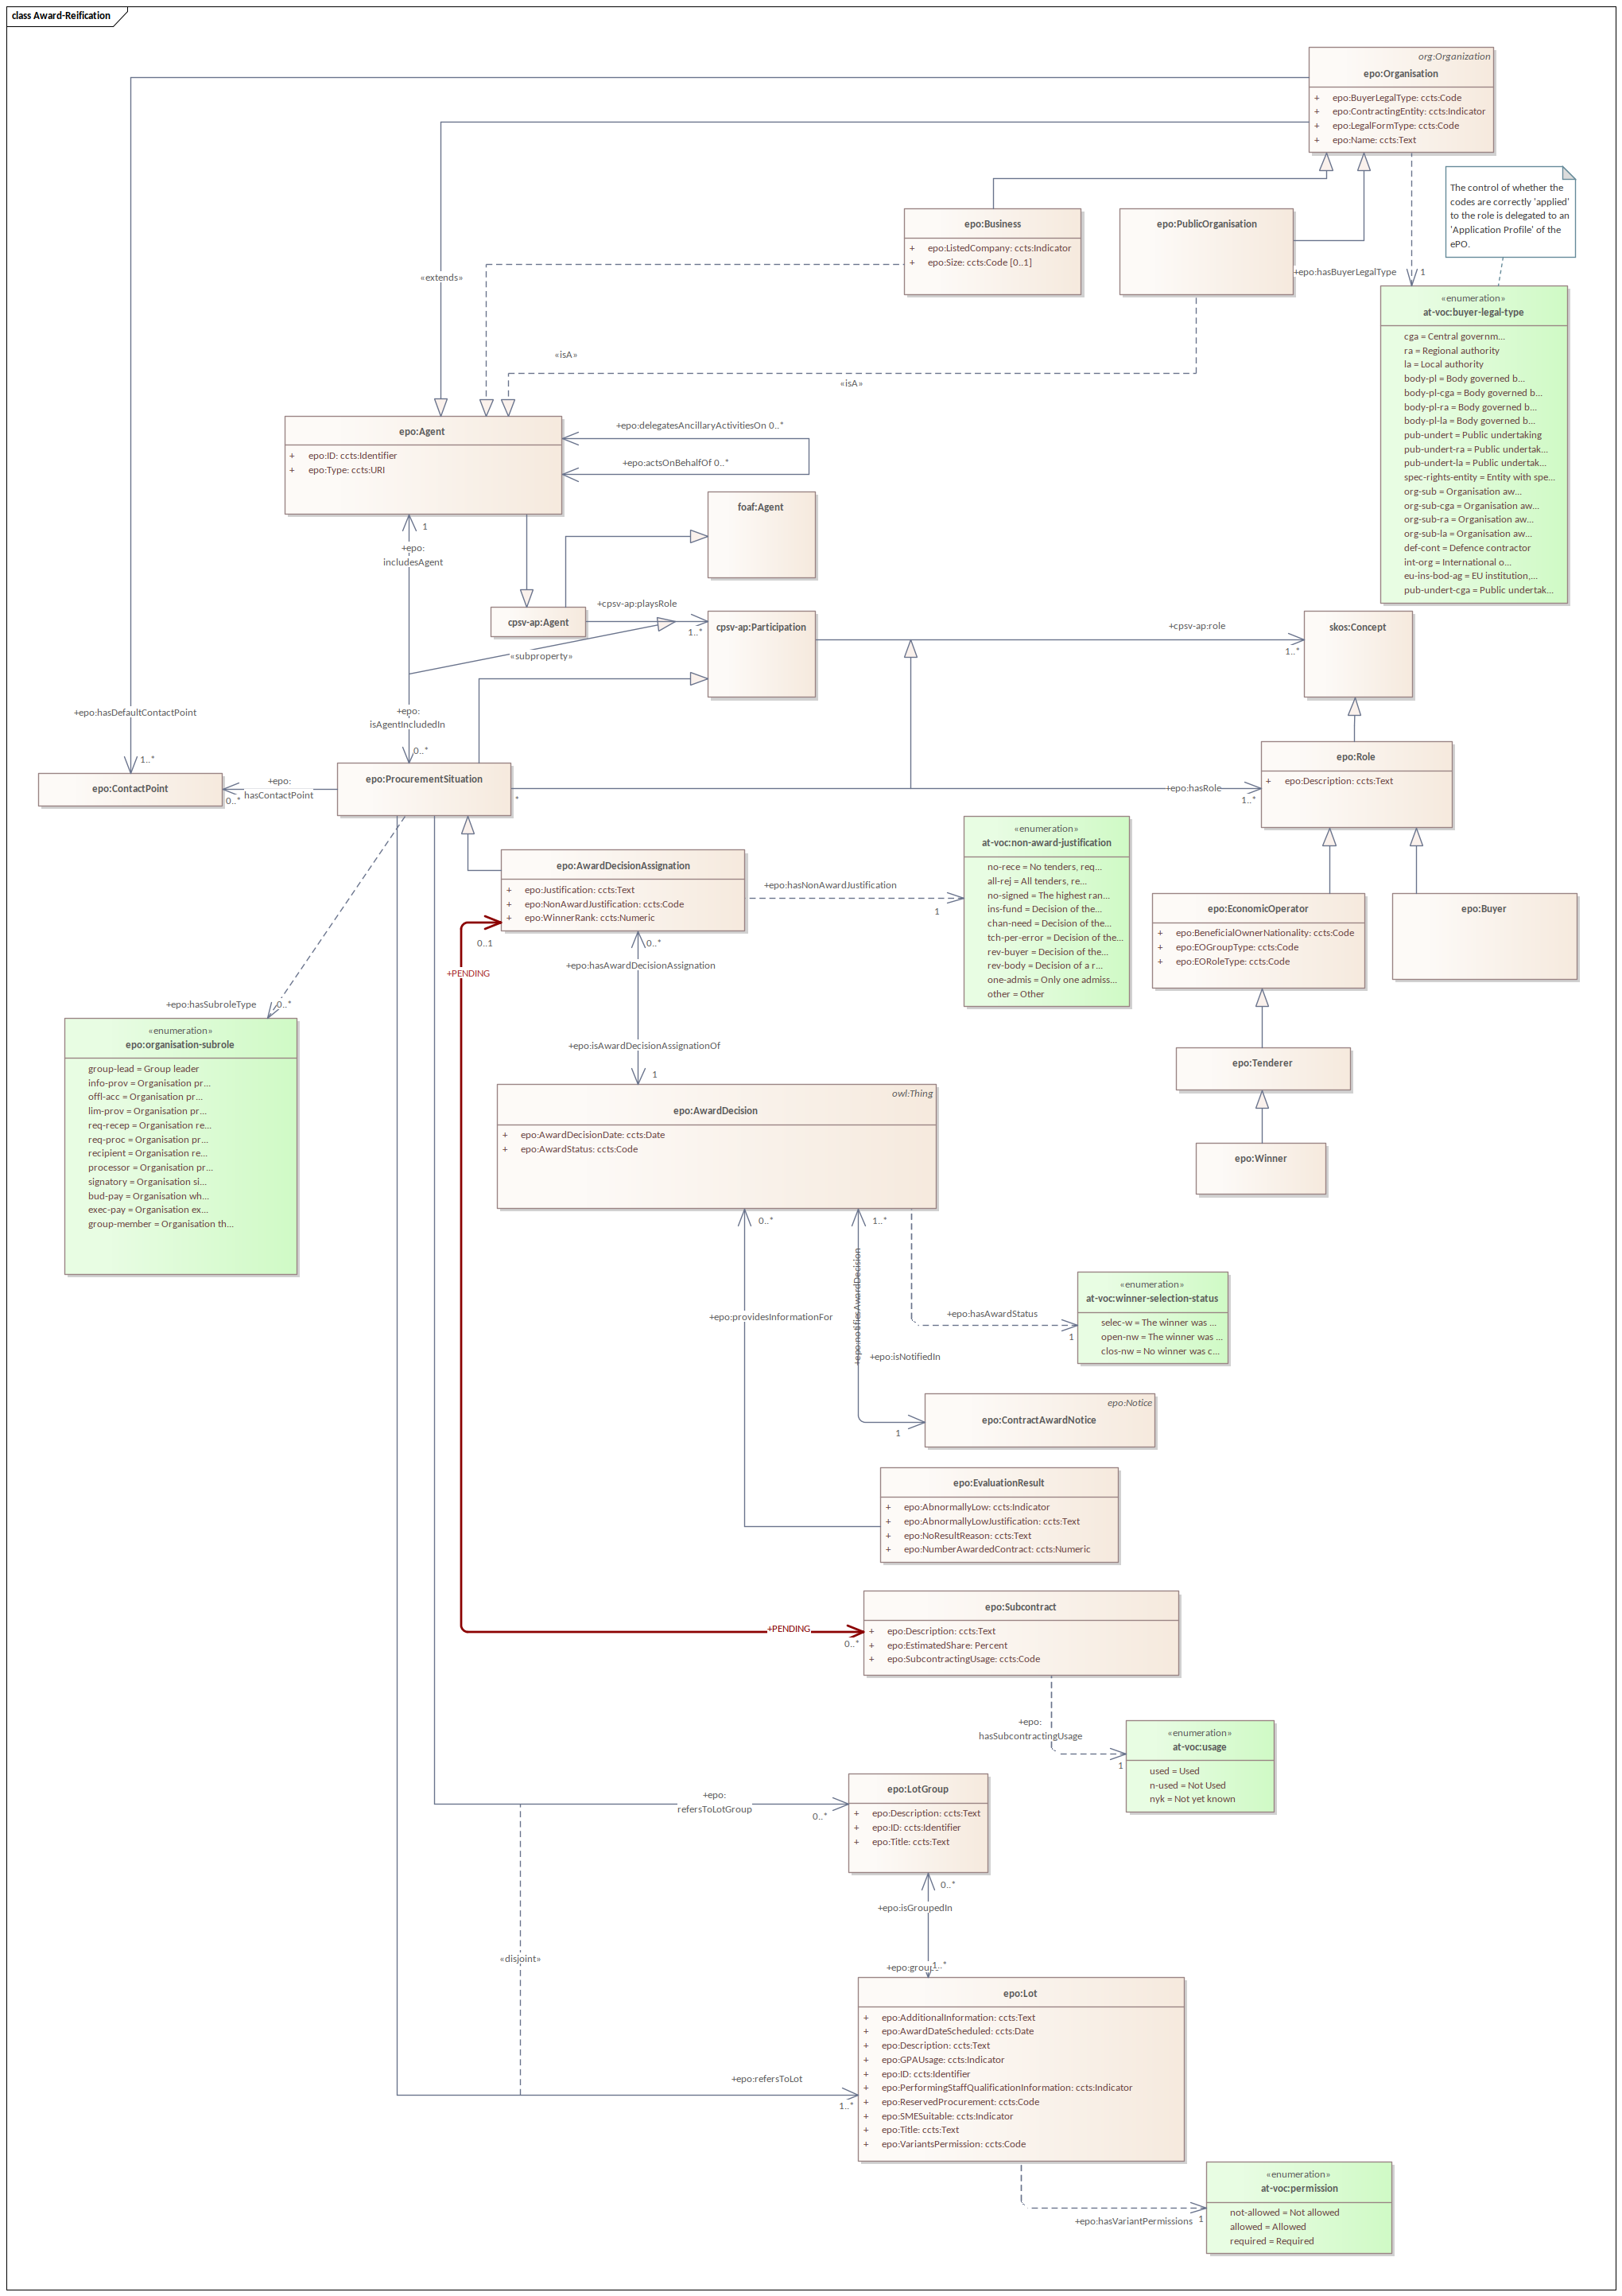 class Award-Reification
org:Organization
epo:Organisation
+ epo:BuyerLegalType: ccts:Code
+ epo:ContractingEntity: ccts:Indicator
+ epo:LegalFormType: ccts:Code
+ epo:Name: ccts:Text
The control of whether the
codes are correctly 'applied'
to the role is delegated to an
'Application Profile' of the
ePO.
epo:Business
+ epo:ListedCompany: ccts:Indicator
+ epo:Size: ccts:Code [0..1]
epo:PublicOrganisation
+epo:hasBuyerLegalType
1
«extends»
«isA»
«isA»
«enumeration»
at-voc:buyer-legal-type
cga = Central governm...
ra = Regional authority
la = Local authority
body-pl = Body governed b...
body-pl-cga = Body governed b...
body-pl-ra = Body governed b...
body-pl-la = Body governed b...
pub-undert = Public undertaking
pub-undert-ra = Public undertak...
pub-undert-la = Public undertak...
spec-rights-entity = Entity with spe...
org-sub = Organisation aw...
org-sub-cga = Organisation aw...
org-sub-ra = Organisation aw...
org-sub-la = Organisation aw...
def-cont = Defence contractor
int-org = International o...
eu-ins-bod-ag = EU institution,...
pub-undert-cga = Public undertak...
epo:Agent
+ epo:ID: ccts:Identifier
+ epo:Type: ccts:URI
+epo:delegatesAncillaryActivitiesOn 0..*
+epo:actsOnBehalfOf 0..*
foaf:Agent
1
+epo:
includesAgent
cpsv-ap:Agent
+cpsv-ap:playsRole
1..*
«subproperty»
cpsv-ap:Participation
+cpsv-ap:role
1..*
skos:Concept
+epo:hasDefaultContactPoint
1..*
+epo:
isAgentIncludedIn
0..*
epo:ContactPoint
+epo:
hasContactPoint
0..*
epo:ProcurementSituation
*
+epo:hasRole
1..*
epo:Role
+ epo:Description: ccts:Text
epo:AwardDecisionAssignation
+ epo:Justification: ccts:Text
+ epo:NonAwardJustification: ccts:Code
+ epo:WinnerRank: ccts:Numeric
+epo:hasNonAwardJustification
1
«enumeration»
at-voc:non-award-justification
no-rece = No tenders, req...
all-rej = All tenders, re...
no-signed = The highest ran...
ins-fund = Decision of the...
chan-need = Decision of the...
tch-per-error = Decision of the...
rev-buyer = Decision of the...
rev-body = Decision of a r...
one-admis = Only one admiss...
other = Other
epo:EconomicOperator
+ epo:BeneficialOwnerNationality: ccts:Code
+ epo:EOGroupType: ccts:Code
+ epo:EORoleType: ccts:Code
epo:Buyer
0..1
+PENDING
0..*
+epo:hasAwardDecisionAssignation
+epo:isAwardDecisionAssignationOf
1
+epo:hasSubroleType
0..*
«enumeration»
epo:organisation-subrole
group-lead = Group leader
info-prov = Organisation pr...
offl-acc = Organisation pr...
lim-prov = Organisation pr...
req-recep = Organisation re...
req-proc = Organisation pr...
recipient = Organisation re...
processor = Organisation pr...
signatory = Organisation si...
bud-pay = Organisation wh...
exec-pay = Organisation ex...
group-member = Organisation th...
epo:Tenderer
epo:Winner
owl:Thing
epo:AwardDecision
+ epo:AwardDecisionDate: ccts:Date
+ epo:AwardStatus: ccts:Code
0..*
1..*
+epo:providesInformationFor
+epo:notifiesAwardDecision
+epo:hasAwardStatus
1
+epo:isNotifiedIn
«enumeration»
at-voc:winner-selection-status
selec-w = The winner was ...
open-nw = The winner was ...
clos-nw = No winner was c...
epo:Notice
epo:ContractAwardNotice
1
epo:EvaluationResult
+ epo:AbnormallyLow: ccts:Indicator
+ epo:AbnormallyLowJustification: ccts:Text
+ epo:NoResultReason: ccts:Text
+ epo:NumberAwardedContract: ccts:Numeric
epo:Subcontract
+ epo:Description: ccts:Text
+ epo:EstimatedShare: Percent
+ epo:SubcontractingUsage: ccts:Code
+PENDING
0..*
+epo:
hasSubcontractingUsage
1
«enumeration»
at-voc:usage
used = Used
n-used = Not Used
nyk = Not yet known
epo:LotGroup
+ epo:Description: ccts:Text
+ epo:ID: ccts:Identifier
+ epo:Title: ccts:Text
+epo:
refersToLotGroup
0..*
0..*
+epo:isGroupedIn
«disjoint»
1..*
epo:Lot
+ epo:AdditionalInformation: ccts:Text
+ epo:AwardDateScheduled: ccts:Date
+ epo:Description: ccts:Text
+ epo:GPAUsage: ccts:Indicator
+ epo:ID: ccts:Identifier
+ epo:PerformingStaffQualificationInformation: ccts:Indicator
+ epo:ReservedProcurement: ccts:Code
+ epo:SMESuitable: ccts:Indicator
+ epo:Title: ccts:Text
+ epo:VariantsPermission: ccts:Code
+epo:refersToLot
1..*
+epo:hasVariantPermissions
1
«enumeration»
at-voc:permission
not-allowed = Not allowed
allowed = Allowed
required = Required